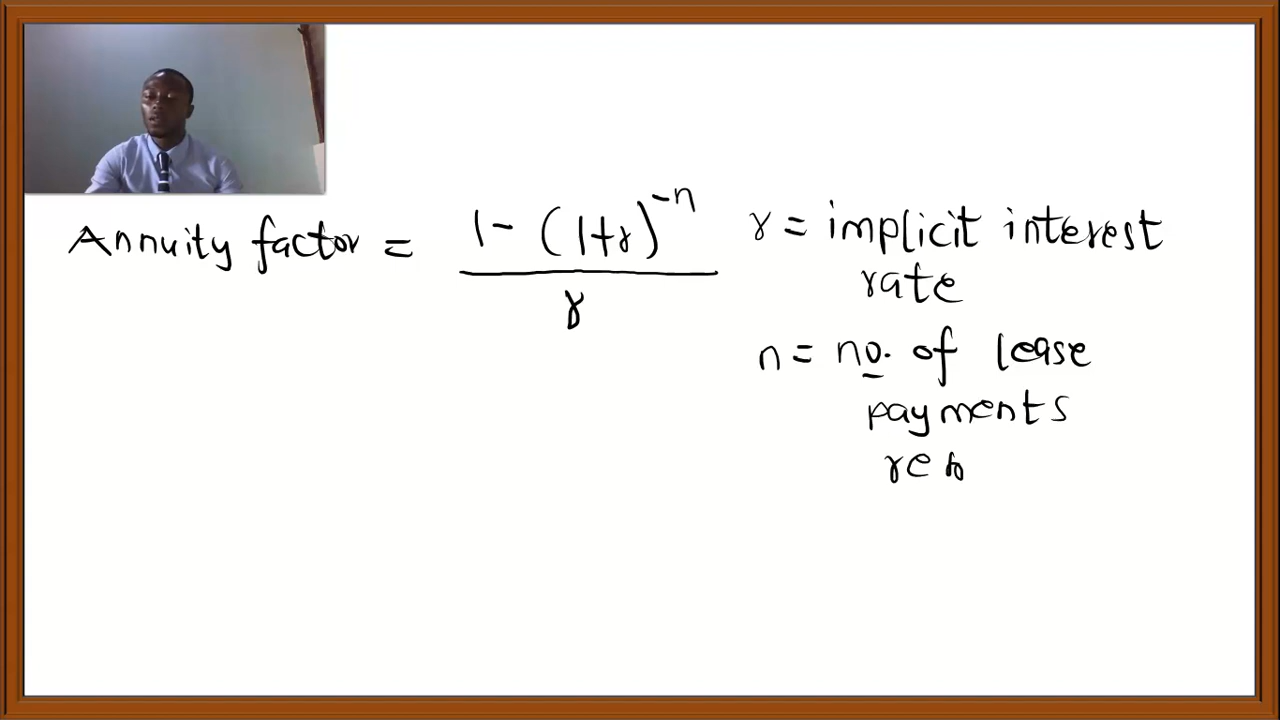 Annuity factor = 1 - (1+r)^-n / r
r = implicit interest
rate
n = no. of lease
payments